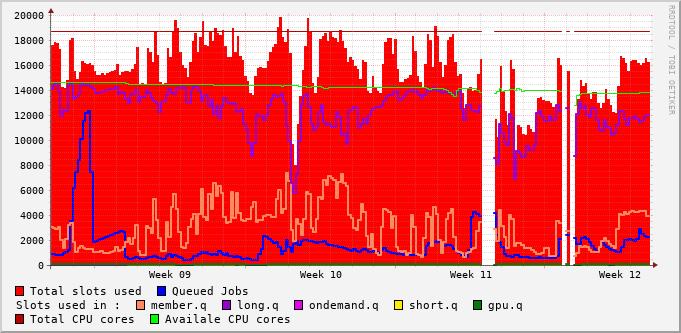 RRDTOOL / TOBI OETIKER
20000
18000
16000
14000
12000
10000
8000
6000
4000
2000
0
Week 09 Week 10 Week 11 Week 12
Total slots used Queued Jobs
Slots used in : member.q long.q ondemand.q short.q gpu.q
Total CPU cores Availale CPU cores